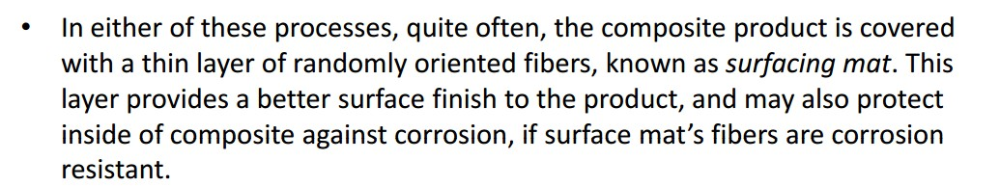 • In either of these processes, quite often, the composite product is covered
with a thin layer of randomly oriented fibers, known as surfacing mat. This
layer provides a better surface finish to the product, and may also protect
inside of composite against corrosion, if surface mat’s fibers are corrosion
resistant.